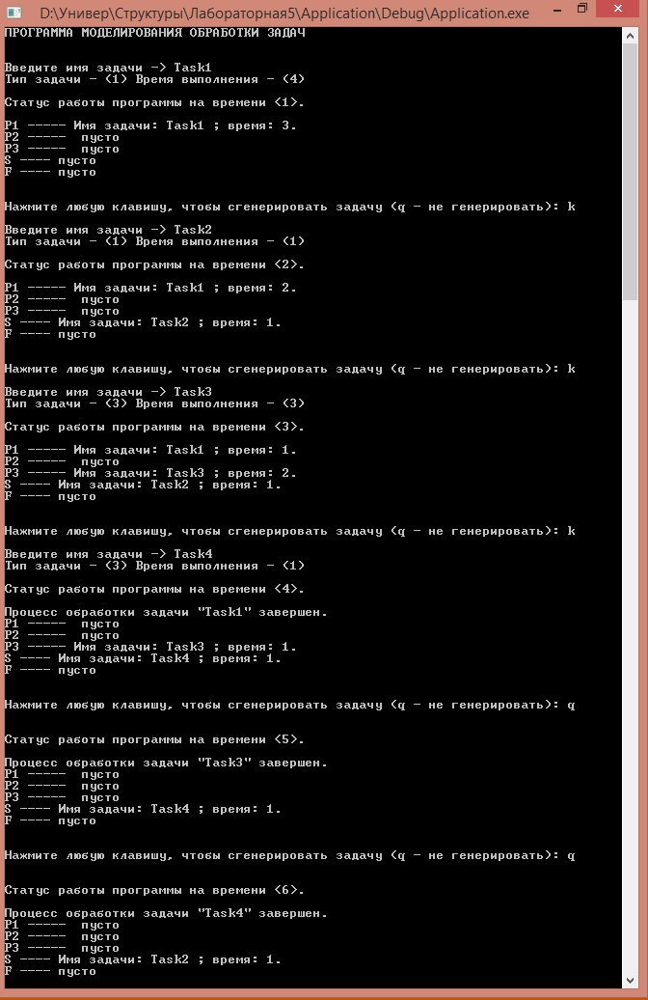 D:\Универ\Структуры\Лабораторная5\Application\Debug\Application.exe
ПРОГРАММА МОДЕЛИРОВАНИЯ ОБРАБОТКИ ЗАДАЧ
Введите имя задачи -> Task1
Тип задачи - (1) Время выполнения - (4)
Статус работы программы на времени <1>.
P1 ----- Имя задачи: Task1 ; время: 3.
P2 ----- пусто
P3 ----- пусто
S ---- пусто
F ---- пусто
Нажмите любую клавишу, чтобы сгенерировать задачу (q - не генерировать): k
Введите имя задачи -> Task2
Тип задачи - (1) Время выполнения - (1)
Статус работы программы на времени <2>.
P1 ----- Имя задачи: Task1 ; время: 2.
P2 ----- пусто
P3 ----- пусто
S ---- Имя задачи: Task2 ; время: 1.
F ---- пусто
Нажмите любую клавишу, чтобы сгенерировать задачу (q - не генерировать): k
Введите имя задачи -> Task3
Тип задачи - (3) Время выполнения - (3)
Статус работы программы на времени <3>.
P1 ----- Имя задачи: Task1 ; время: 1.
P2 ----- пусто
P3 ----- Имя задачи: Task3 ; время: 2.
S ---- Имя задачи: Task2 ; время: 1.
F ---- пусто
Нажмите любую клавишу, чтобы сгенерировать задачу (q - не генерировать): k
Введите имя задачи -> Task4
Тип задачи - (3) Время выполнения - (1)
Статус работы программы на времени <4>.
Процесс обработки задачи "Task1" завершен.
P1 ----- пусто
P2 ----- пусто
P3 ----- Имя задачи: Task3 ; время: 1.
S ---- Имя задачи: Task4 ; время: 1.
F ---- пусто
Нажмите любую клавишу, чтобы сгенерировать задачу (q - не генерировать): q
Статус работы программы на времени <5>.
Процесс обработки задачи "Task3" завершен.
P1 ----- пусто
P2 ----- пусто
P3 ----- пусто
S ---- Имя задачи: Task4 ; время: 1.
F ---- пусто
Нажмите любую клавишу, чтобы сгенерировать задачу (q - не генерировать): q
Статус работы программы на времени <6>.
Процесс обработки задачи "Task4" завершен.
P1 ----- пусто
P2 ----- пусто
P3 ----- пусто
S ---- Имя задачи: Task2 ; время: 1.
F ---- пусто